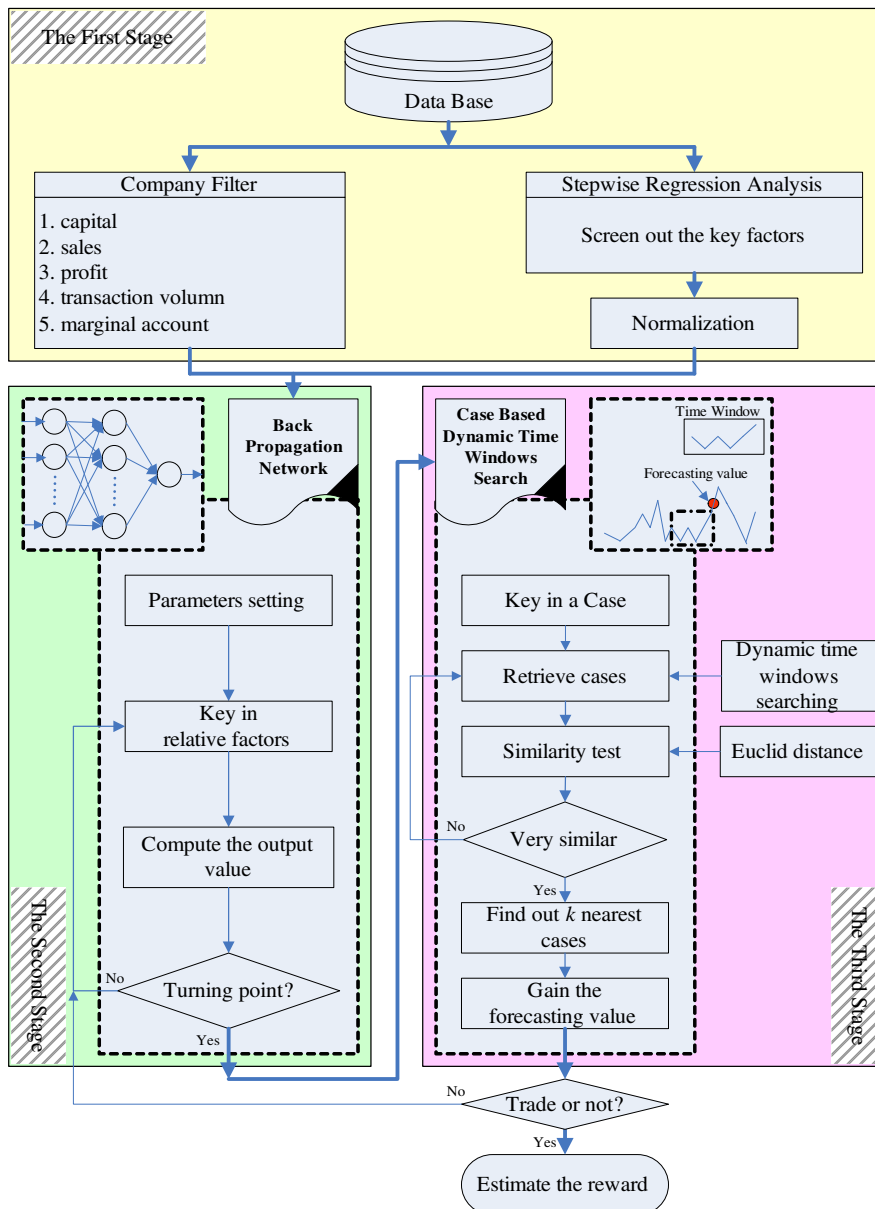 The First Stage
Data Base
Company Filter
1. capital
2. sales
3. profit
4. transaction volumn
5. marginal account
Stepwise Regression Analysis
Screen out the key factors
Normalization
Back
Propagation
Network
Parameters setting
Key in
relative factors
Compute the output
value
No
Turning point?
Yes
The Second Stage
Case Based
Dynamic Time
Windows
Search
Time Window
Forecasting value
Key in a Case
Retrieve cases
Dynamic time
windows
searching
Similarity test
Euclid distance
No
Very similar
Yes
Find out k nearest
cases
Gain the
forecasting value
The Third Stage
No
Trade or not?
Yes
Estimate the reward